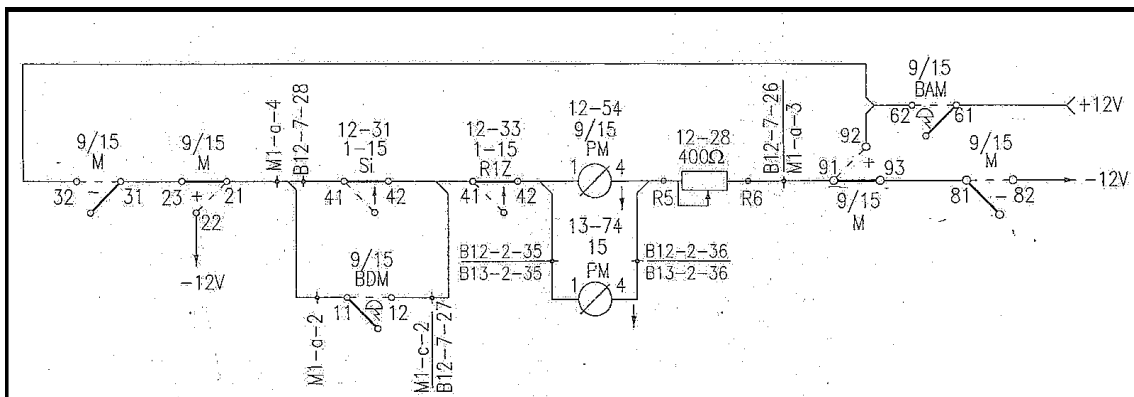 9/15
BAM
62
61
+12V
9/15
M
32
-
31
9/15
M
23
+
21
22
-12V
M1-a-4
B12-7-28
12-31
1-15
SI
41
42
12-33
1-15
R1Z
41
42
12-54
9/15
PM
1
4
12-28
400Ω
R5
R6
B12-7-26
M1-a-3
92
91
+
93
9/15
M
9/15
M
81
-
82
-12V
M1-a-2
9/15
BDM
11
12
M1-c-2
B12-7-27
B12-2-35
B13-2-35
13-74
15
PM
1
4
B12-2-36
B13-2-36